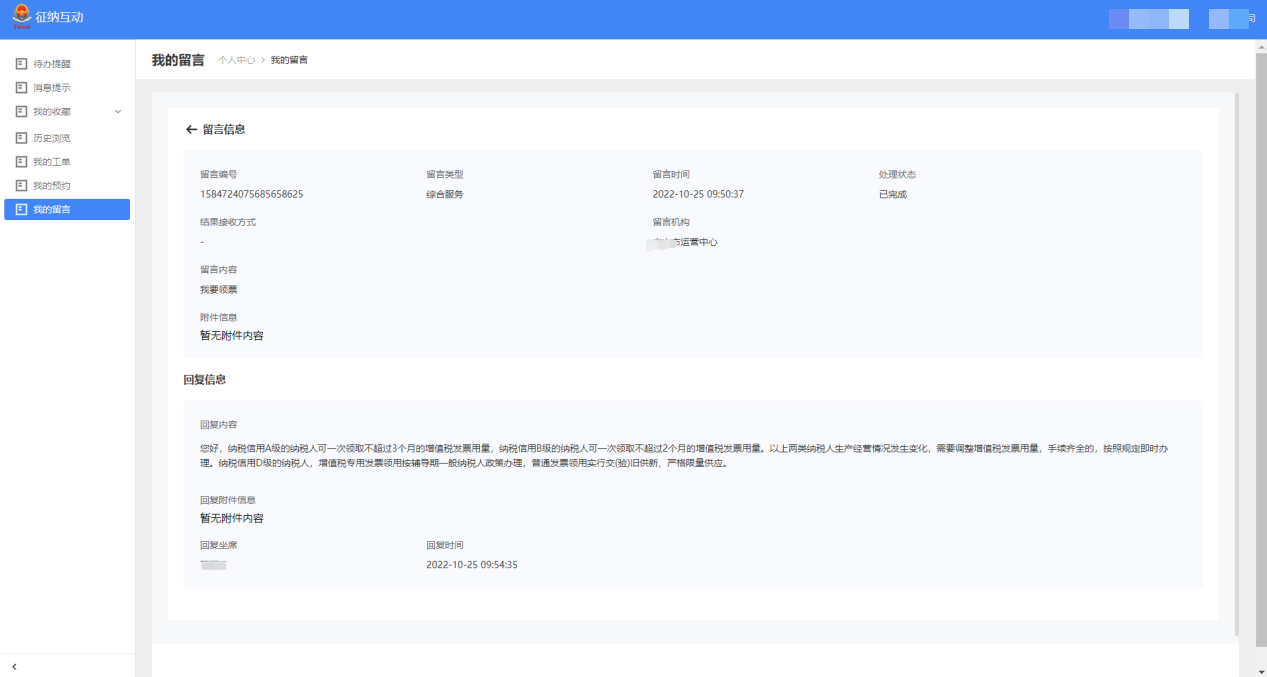 征纳互动
待办提醒
消息提示
我的收藏
历史浏览
我的工单
我的预约
我的留言
我的留言 个人中心 > 我的留言
← 留言信息
留言编号 留言类型 留言时间 处理状态
1584724075685658625 综合服务 2022-10-25 09:50:37 已完成
结果接收方式 留言机构
- 市运营中心
留言内容
我要领票
附件信息
暂无附件内容
回复信息
回复内容
您好，纳税信用A级的纳税人可一次领取不超过3个月的增值税发票用量，纳税信用B级的纳税人可一次领取不超过2个月的增值税发票用量。以上两类纳税人生产经营情况发生变化，需要调整增值税发票用量，手续齐全的，按照规定即时办
理。纳税信用D级的纳税人，增值税专用发票领用按辅导期一般纳税人政策办理，普通发票领用实行交(验)旧供新、严格限量供应。
回复附件信息
暂无附件内容
回复坐席 回复时间
2022-10-25 09:54:35